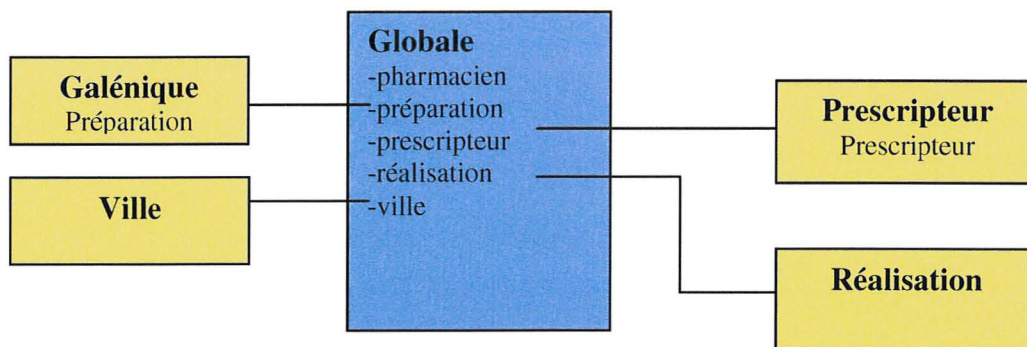 Galénique
Préparation
Ville
Globale
-pharmacien
-préparation
-prescripteur
-réalisation
-ville
Prescripteur
Prescripteur
Réalisation